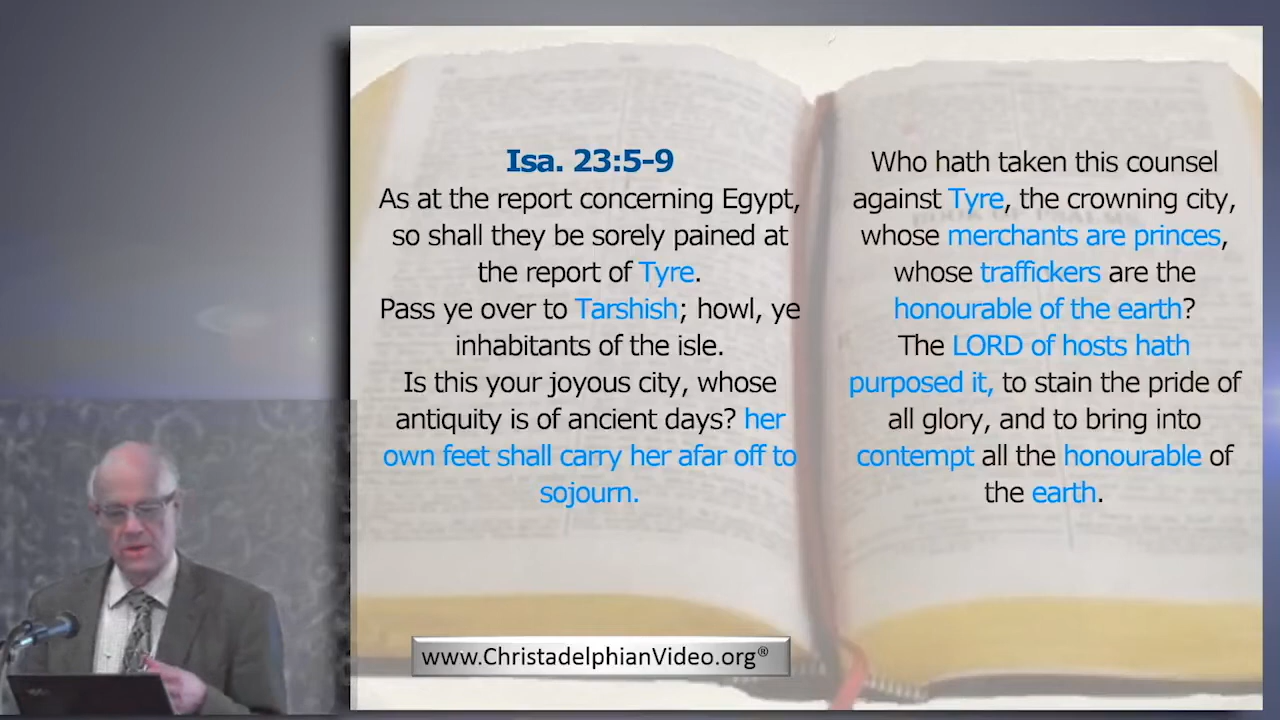 Isa. 23:5-9
As at the report concerning Egypt,
so shall they be sorely pained at
the report of Tyre.
Pass ye over to Tarshish; howl, ye
inhabitants of the isle.
Is this your joyous city, whose
antiquity is of ancient days? her
own feet shall carry her afar off to
sojourn.
Who hath taken this counsel
against Tyre, the crowning city,
whose merchants are princes,
whose traffickers are the
honourable of the earth?
The LORD of hosts hath
purposed it, to stain the pride of
all glory, and to bring into
contempt all the honourable of
the earth.
www.ChristadelphianVideo.org®